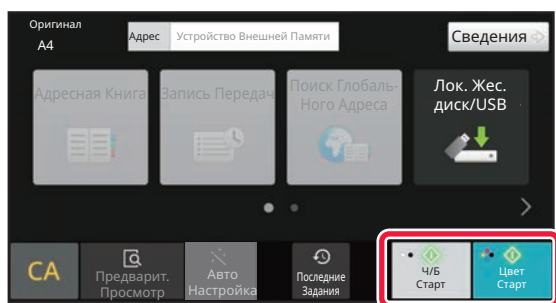 Оригинал
A4
Адрес
Устройство Внешней Памяти
Сведения
Адресная Книга
Запись Передач
Поиск Глобаль-
Ного Адреса
Лок. Жес.
диск/USB
CA
Предварит.
Просмотр
Авто
Настройка
Последние
Задания
Ч/Б
Старт
Цвет
Старт